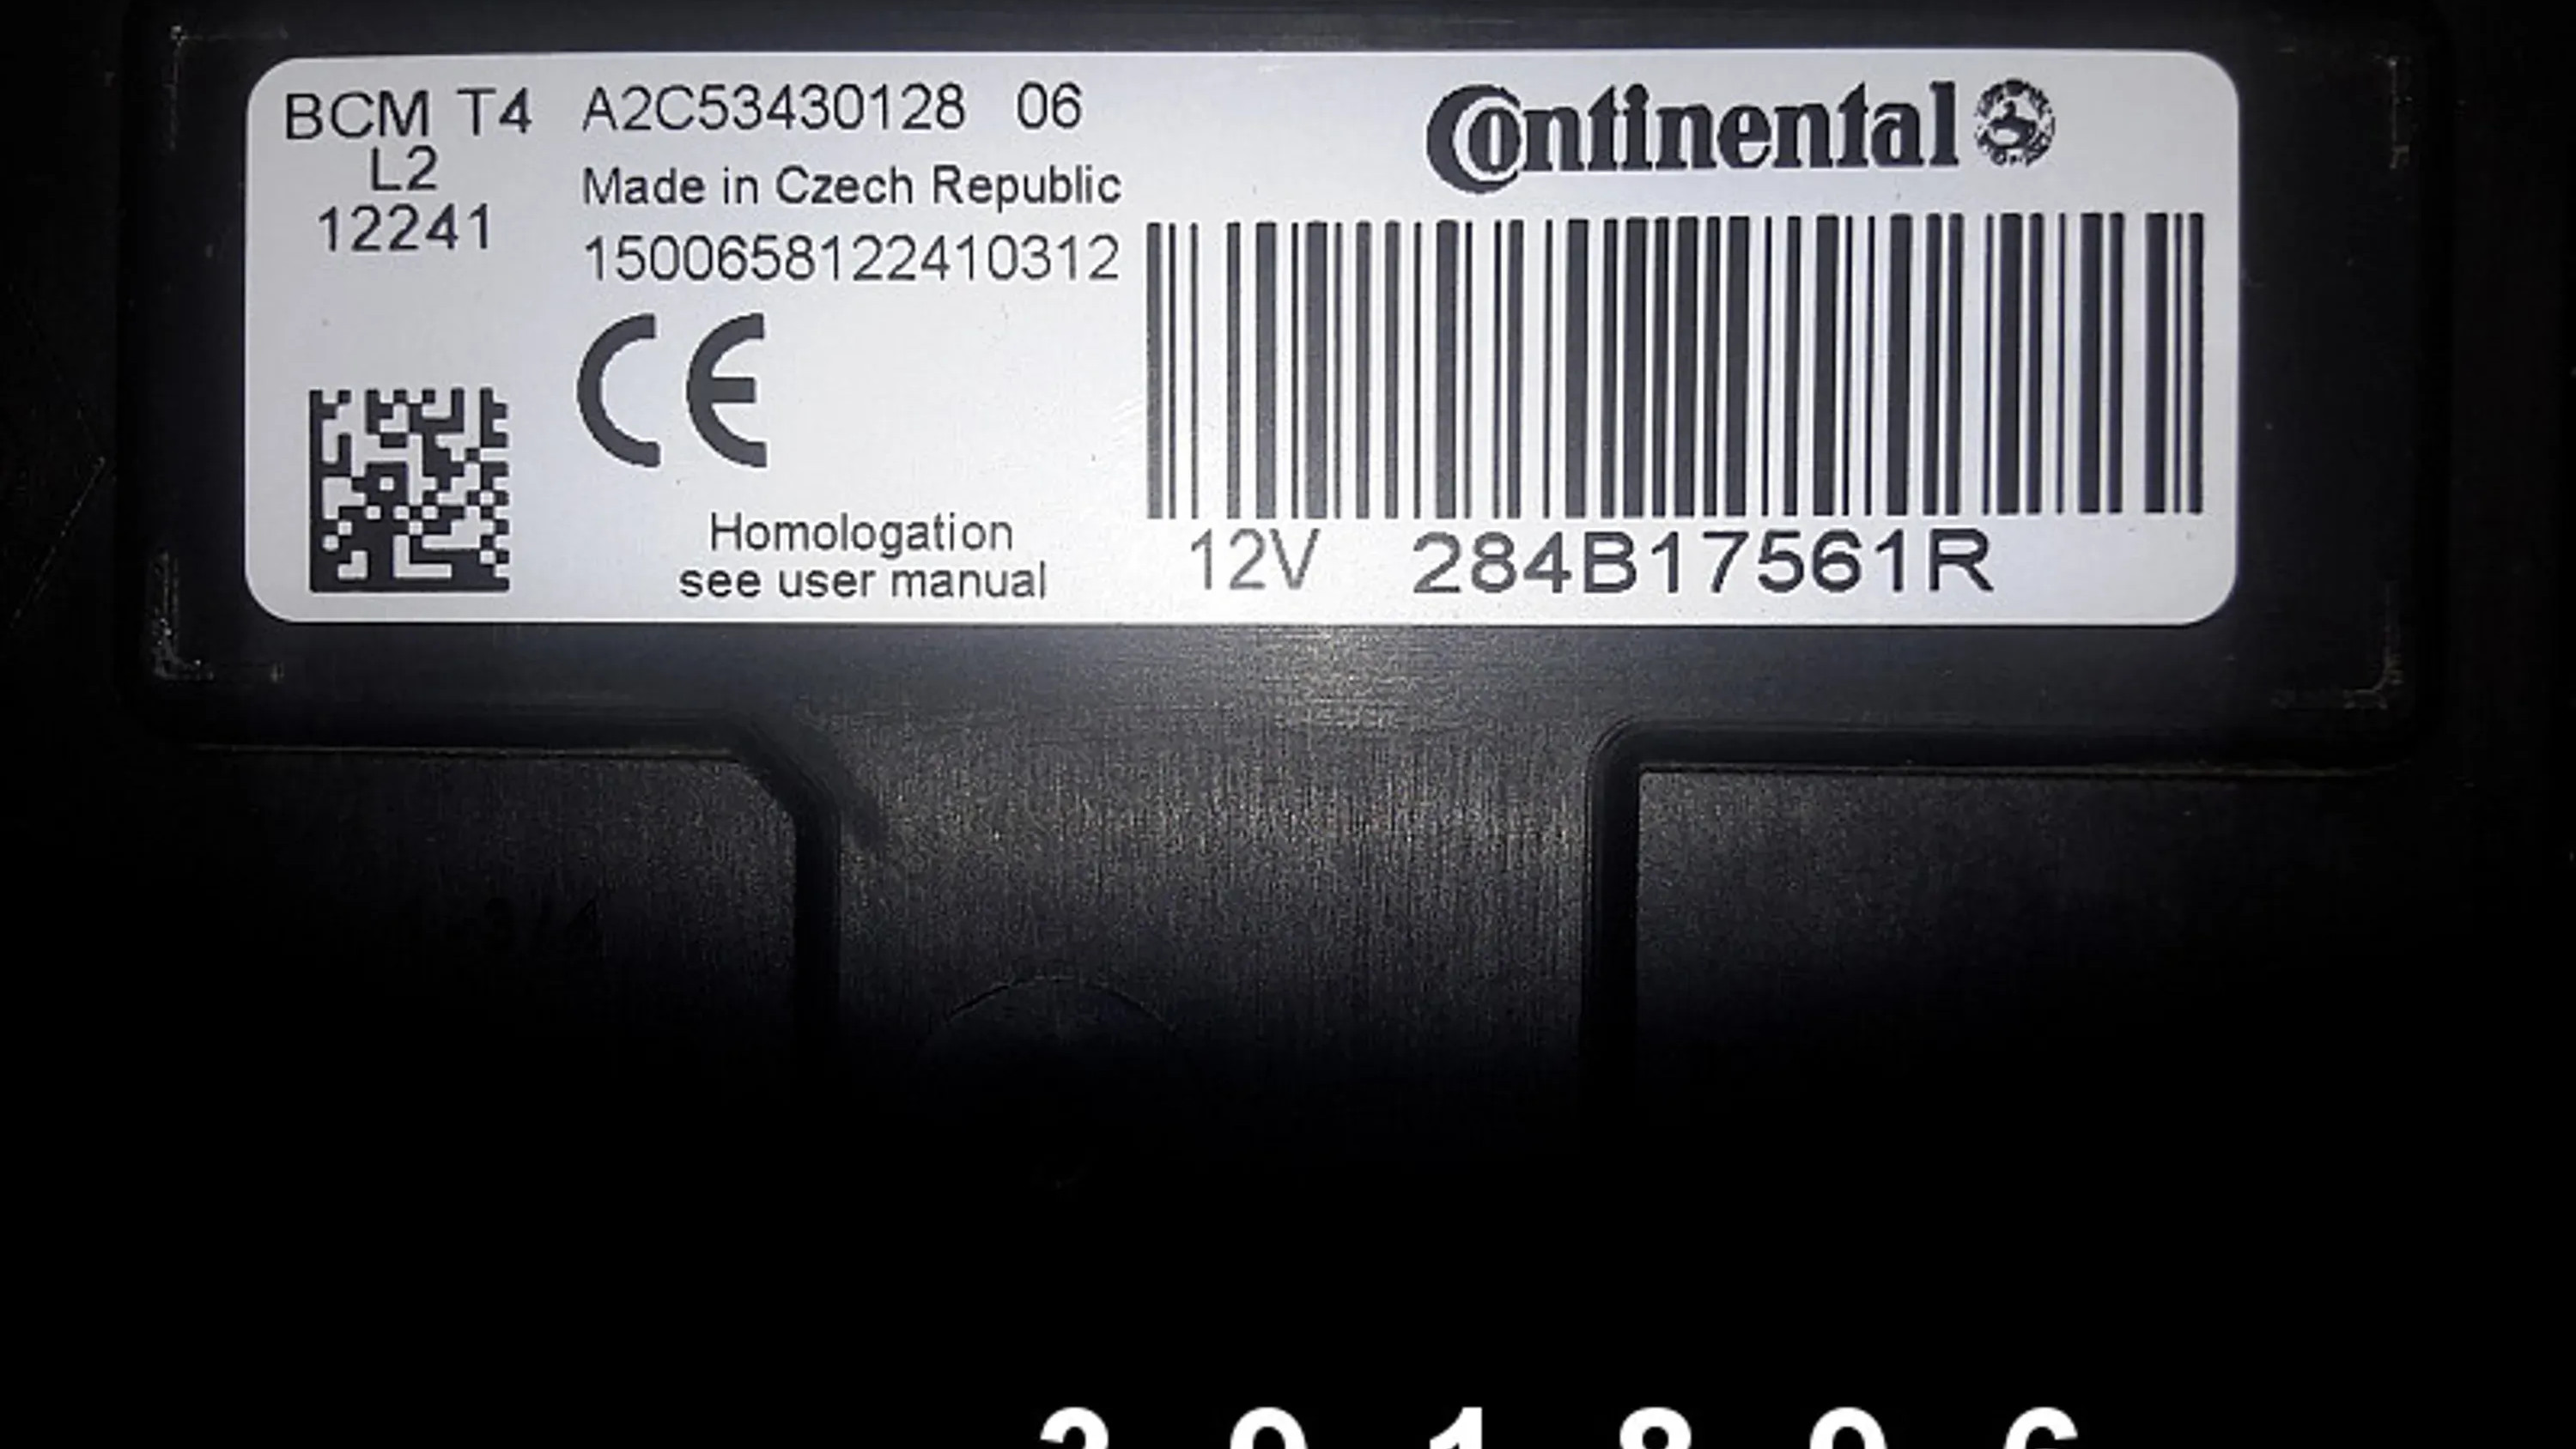 BCM T4
L2
12241
A2C53430128 06
Made in Czech Republic
1500658122410312
CE
Homologation
see user manual
Continental
12V 284B17561R